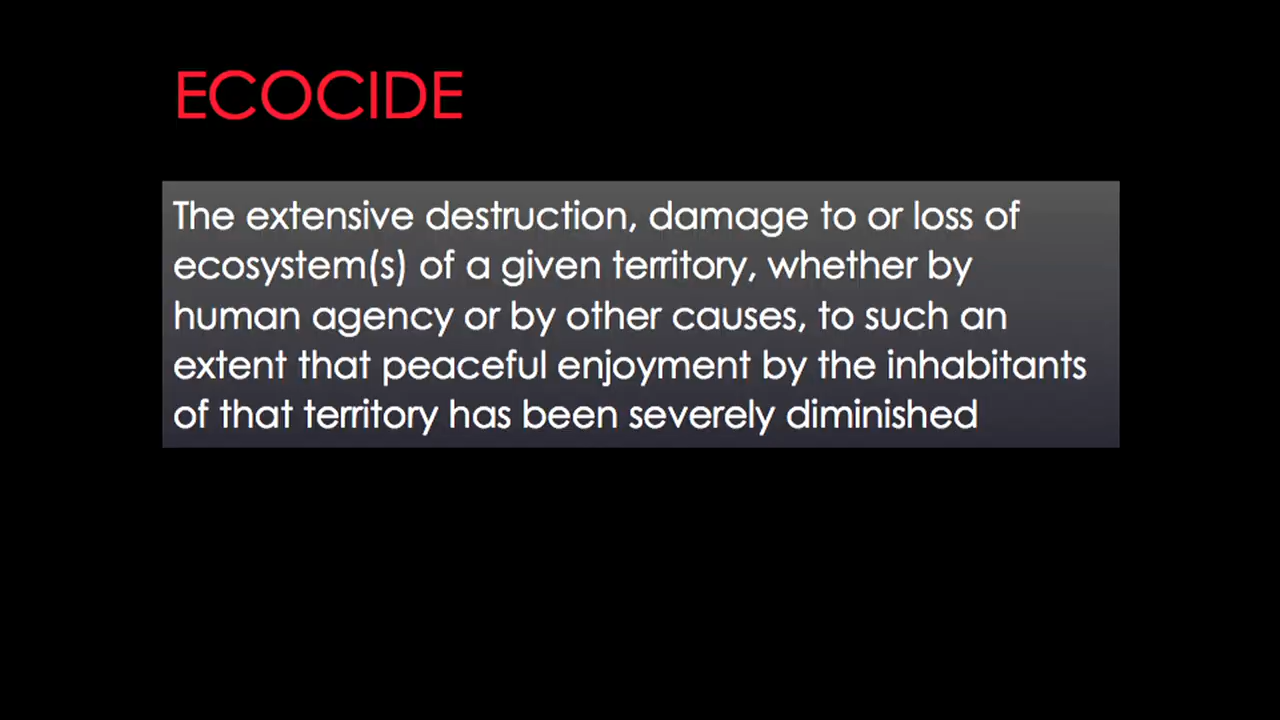 ECOCIDE
The extensive destruction, damage to or loss of
ecosystem(s) of a given territory, whether by
human agency or by other causes, to such an
extent that peaceful enjoyment by the inhabitants
of that territory has been severely diminished